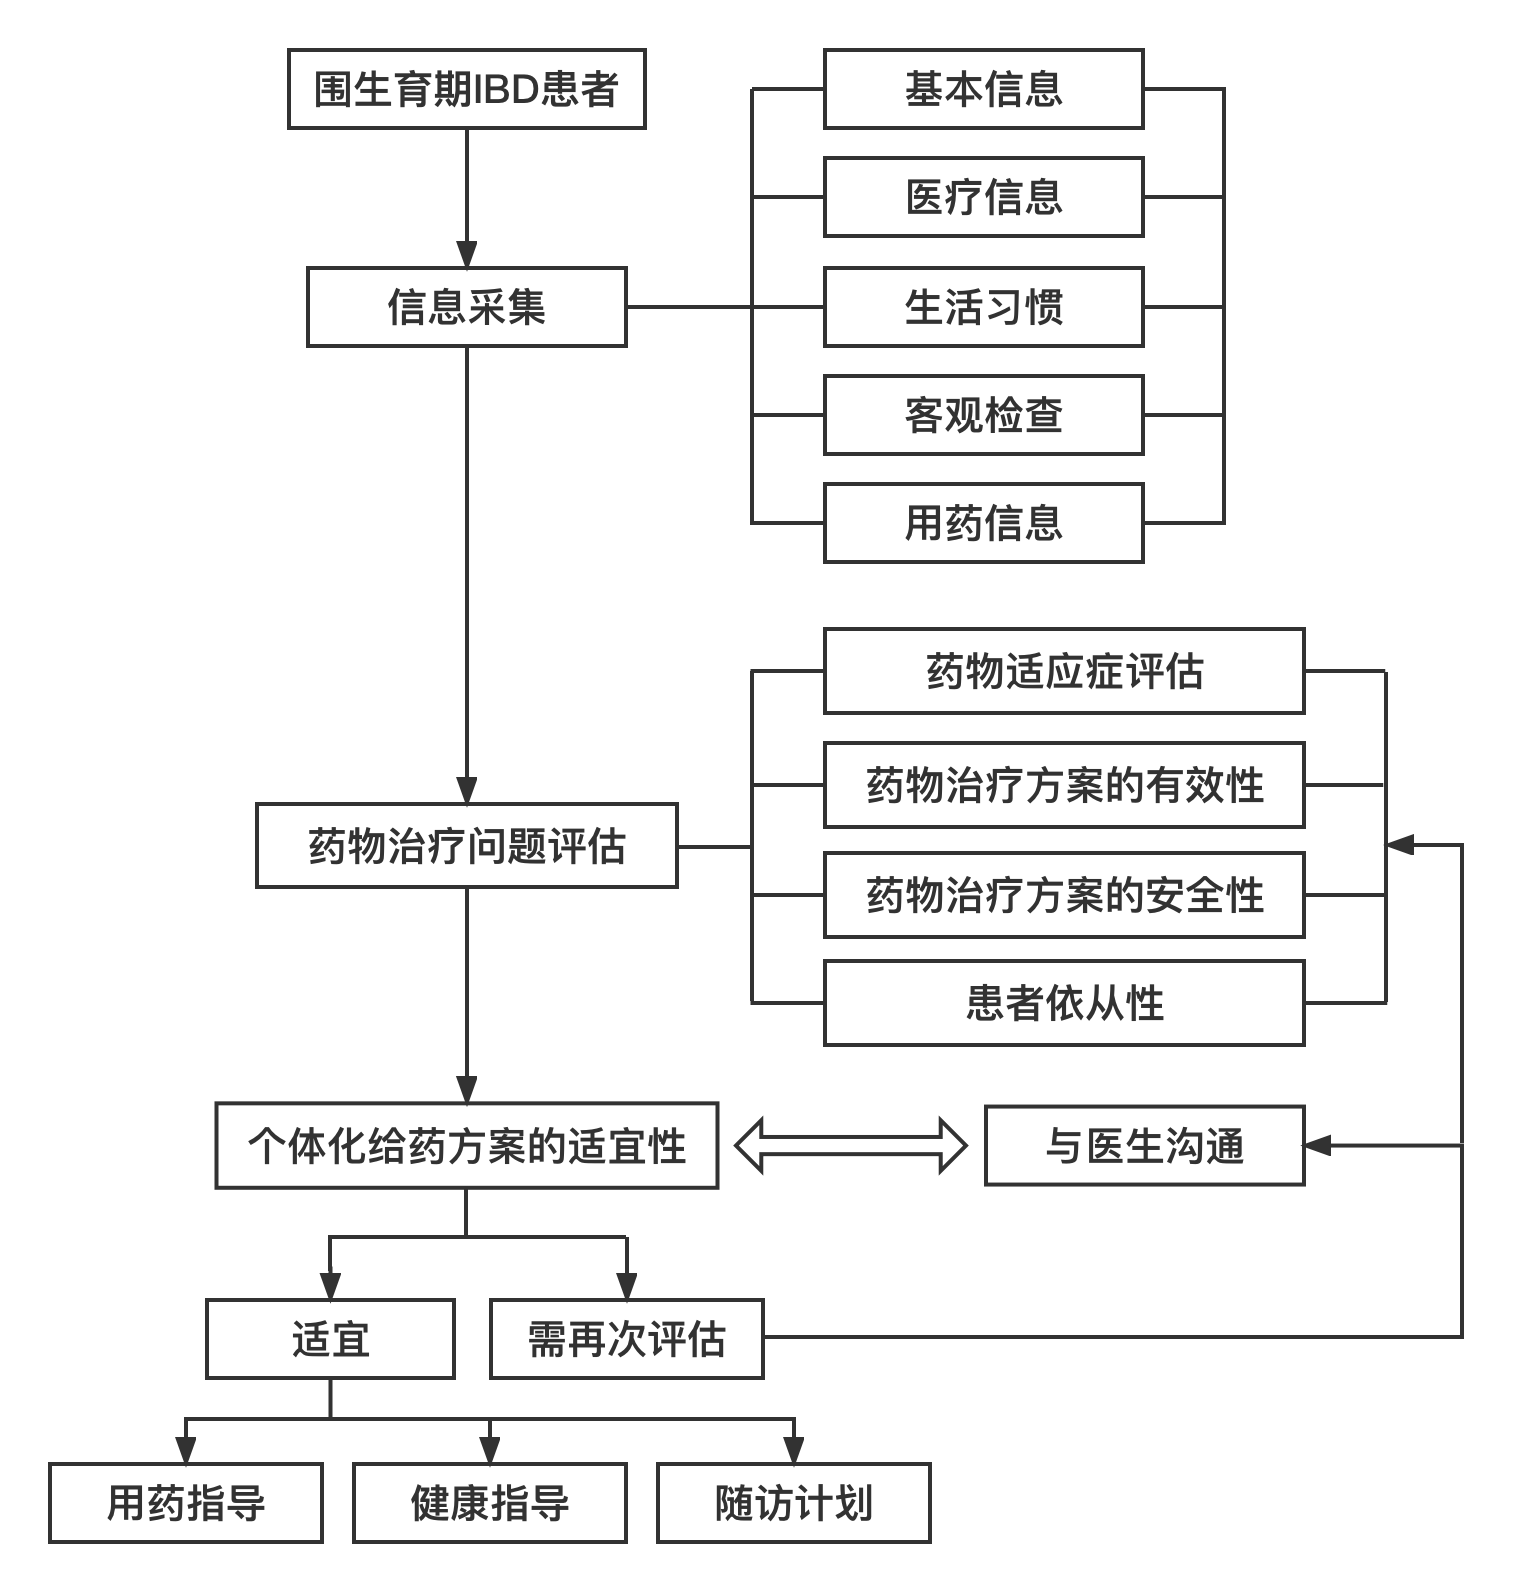 围生育期IBD患者
基本信息
医疗信息
信息采集
生活习惯
客观检查
用药信息
药物适应症评估
药物治疗方案的有效性
药物治疗问题评估
药物治疗方案的安全性
患者依从性
个体化给药方案的适宜性
与医生沟通
适宜
需再次评估
用药指导
健康指导
随访计划